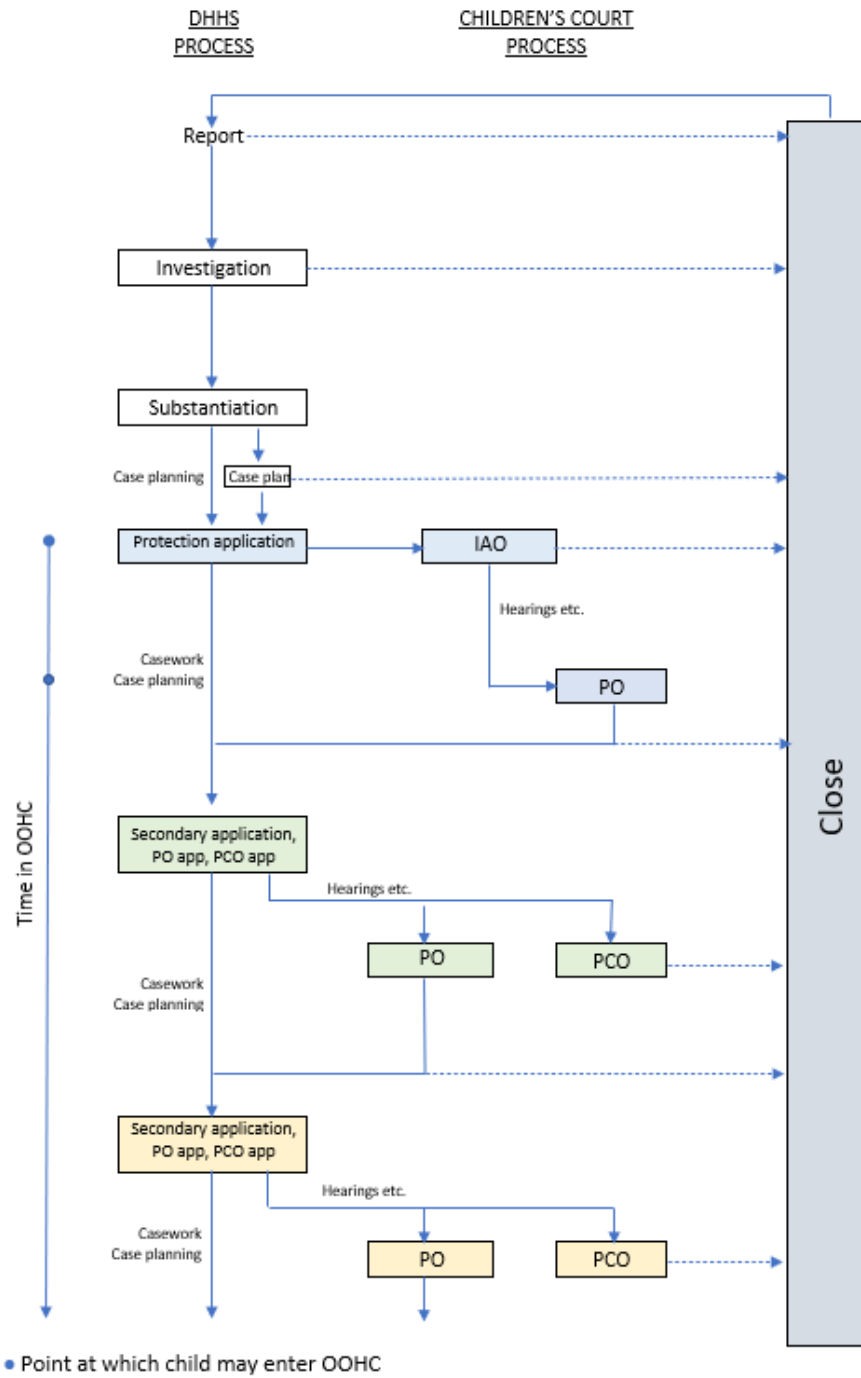 DHHS
PROCESS
CHILDREN'S COURT
PROCESS
Report
Investigation
Substantiation
Case planning
Case plan
Protection application
IAO
Hearings etc.
Casework
Case planning
PO
Time in OOHC
Close
Secondary application,
PO app, PCO app
Hearings etc.
PO
PCO
Casework
Case planning
Secondary application,
PO app, PCO app
Hearings etc.
Casework
Case planning
PO
PCO
Point at which child may enter OOHC